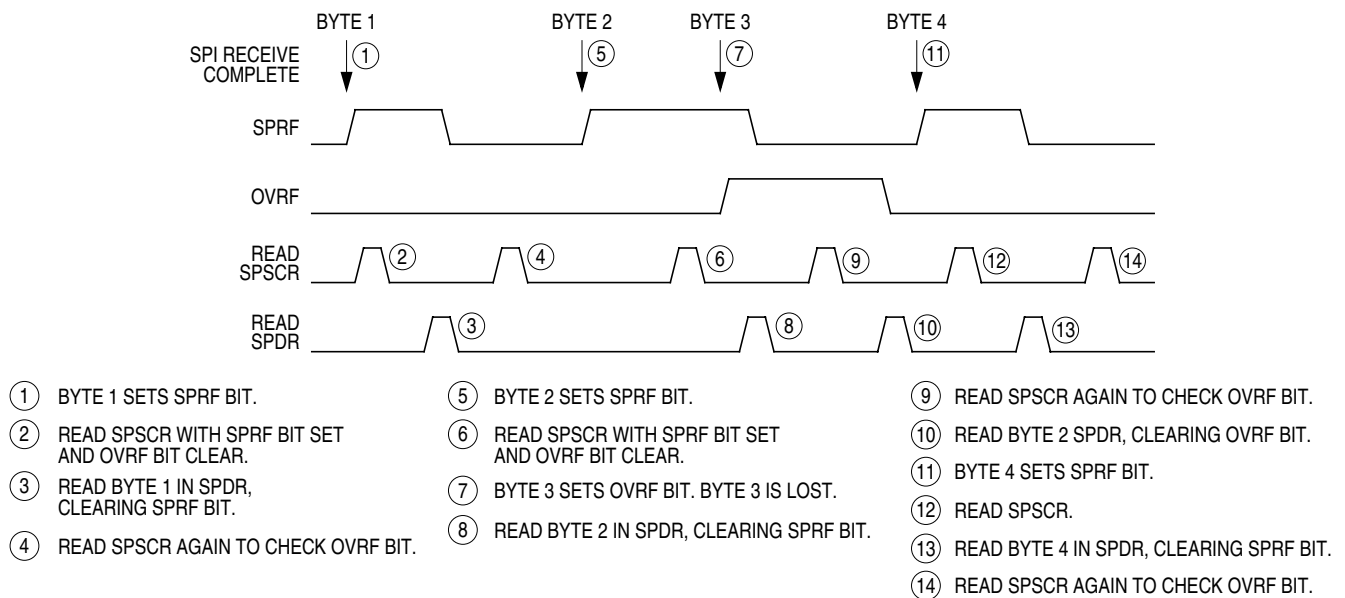 BYTE 1 BYTE 2 BYTE 3 BYTE 4
SPI RECEIVE
COMPLETE
1 5 7 11
SPRF
OVRF
READ
SPSCR
2 4 6 9 12 14
READ
SPDR
3 8 10 13
1 BYTE 1 SETS SPRF BIT.
2 READ SPSCR WITH SPRF BIT SET
AND OVRF BIT CLEAR.
3 READ BYTE 1 IN SPDR,
CLEARING SPRF BIT.
4 READ SPSCR AGAIN TO CHECK OVRF BIT.
5 BYTE 2 SETS SPRF BIT.
6 READ SPSCR WITH SPRF BIT SET
AND OVRF BIT CLEAR.
7 BYTE 3 SETS OVRF BIT. BYTE 3 IS LOST.
8 READ BYTE 2 IN SPDR, CLEARING SPRF BIT.
9 READ SPSCR AGAIN TO CHECK OVRF BIT.
10 READ BYTE 2 SPDR, CLEARING OVRF BIT.
11 BYTE 4 SETS SPRF BIT.
12 READ SPSCR.
13 READ BYTE 4 IN SPDR, CLEARING SPRF BIT.
14 READ SPSCR AGAIN TO CHECK OVRF BIT.